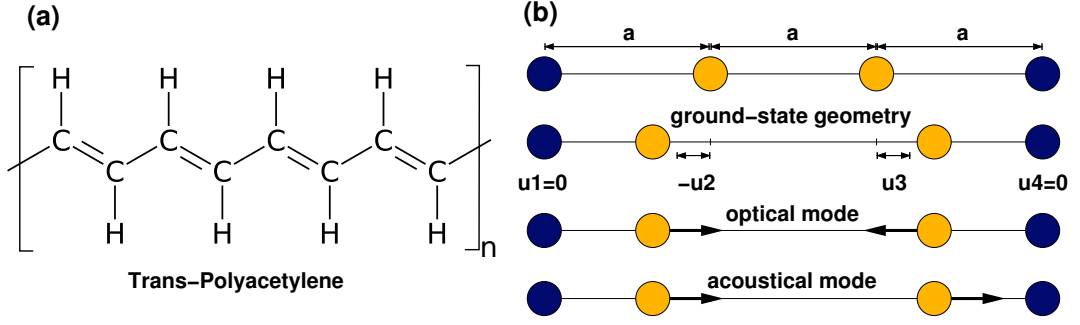 (a)
H H H H
C C C C
C C C C
H H H H
n
Trans-Polyacetylene
(b)
a a a
ground-state geometry
u1=0 -u2 u3 u4=0
optical mode
acoustical mode